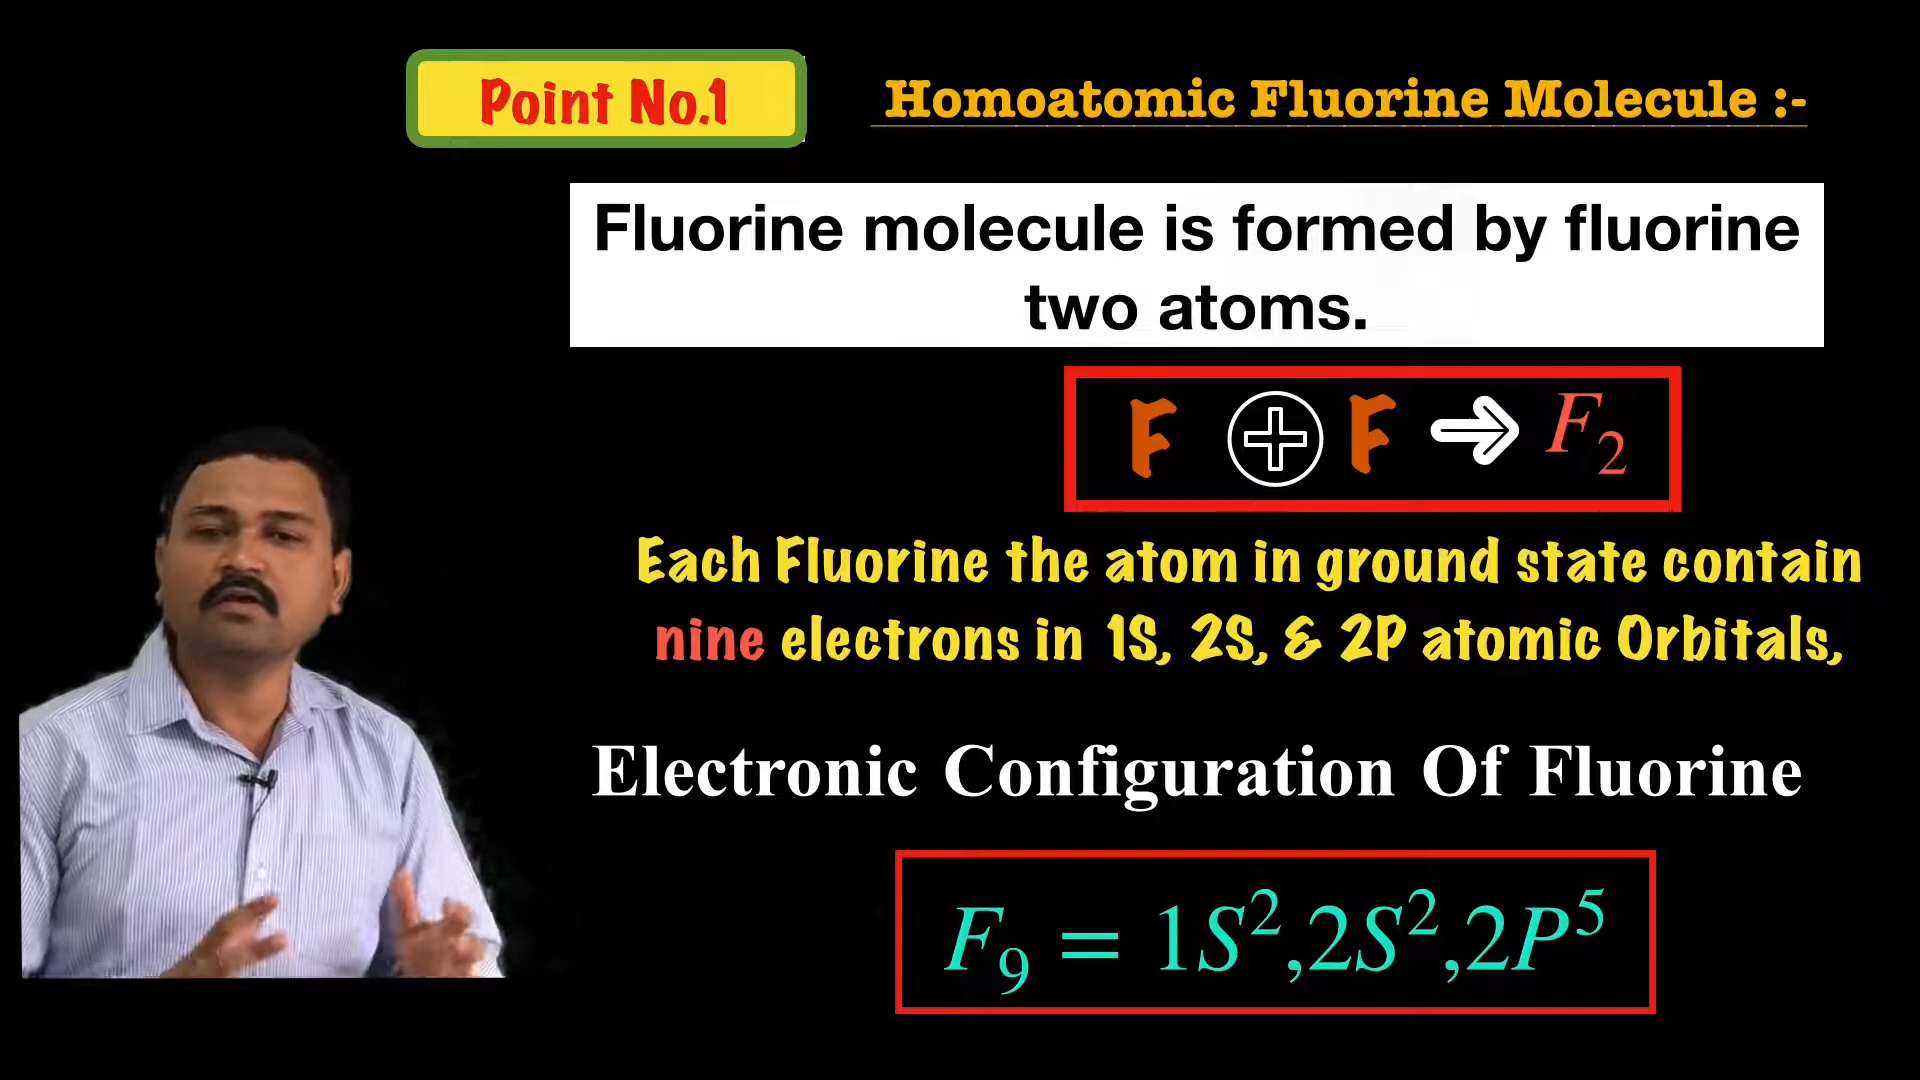 Point No.1
Homoatomic Fluorine Molecule :-
Fluorine molecule is formed by fluorine
two atoms.
F + F → F₂
Each Fluorine the atom in ground state contain
nine electrons in 1S, 2S, & 2P atomic Orbitals,
Electronic Configuration Of Fluorine
F₉ = 1S²,2S²,2P⁵